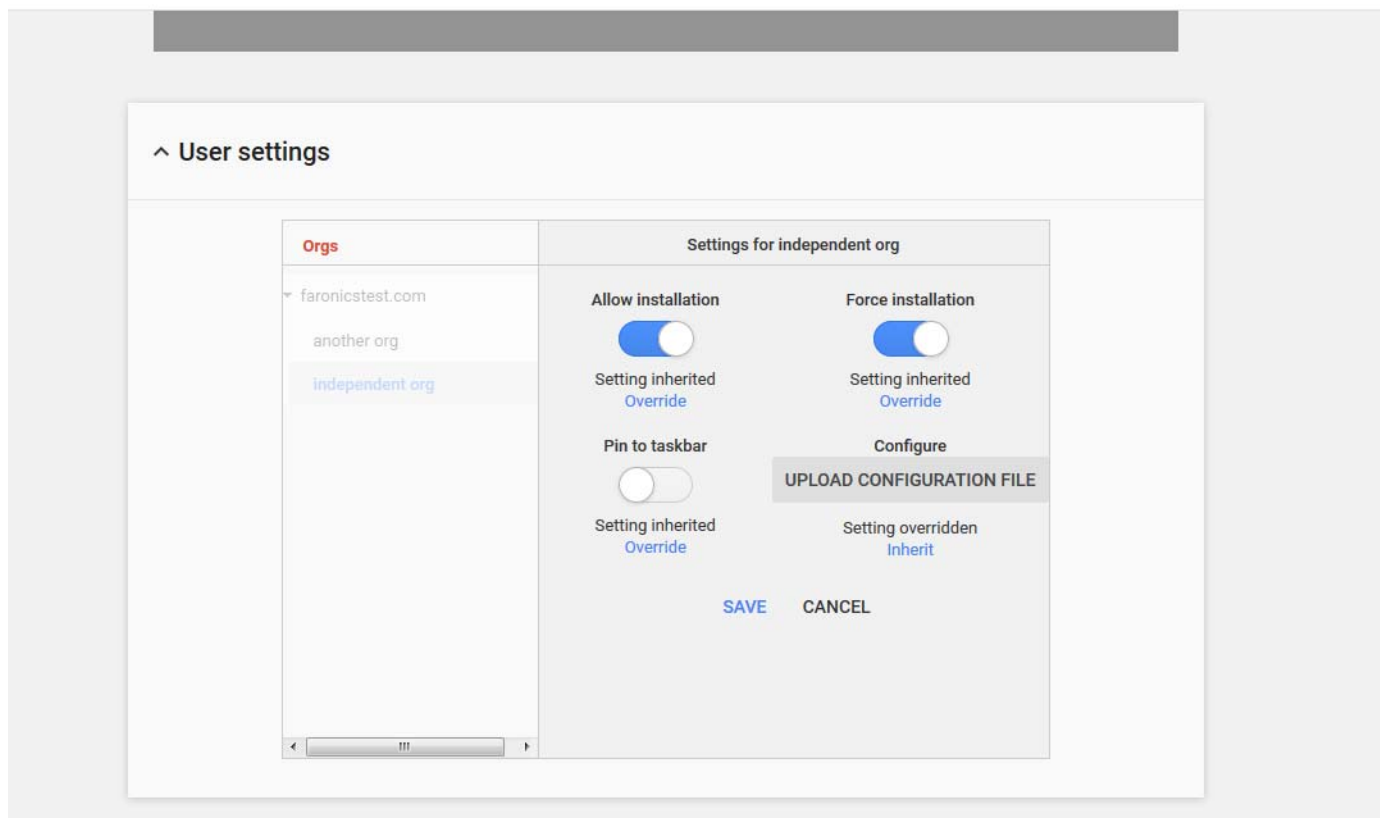 User settings
Orgs
Settings for independent org
faronicstest.com
another org
independent org
Allow installation
Force installation
Setting inherited
Override
Setting inherited
Override
Pin to taskbar
Configure
UPLOAD CONFIGURATION FILE
Setting inherited
Override
Setting overridden
Inherit
SAVE CANCEL